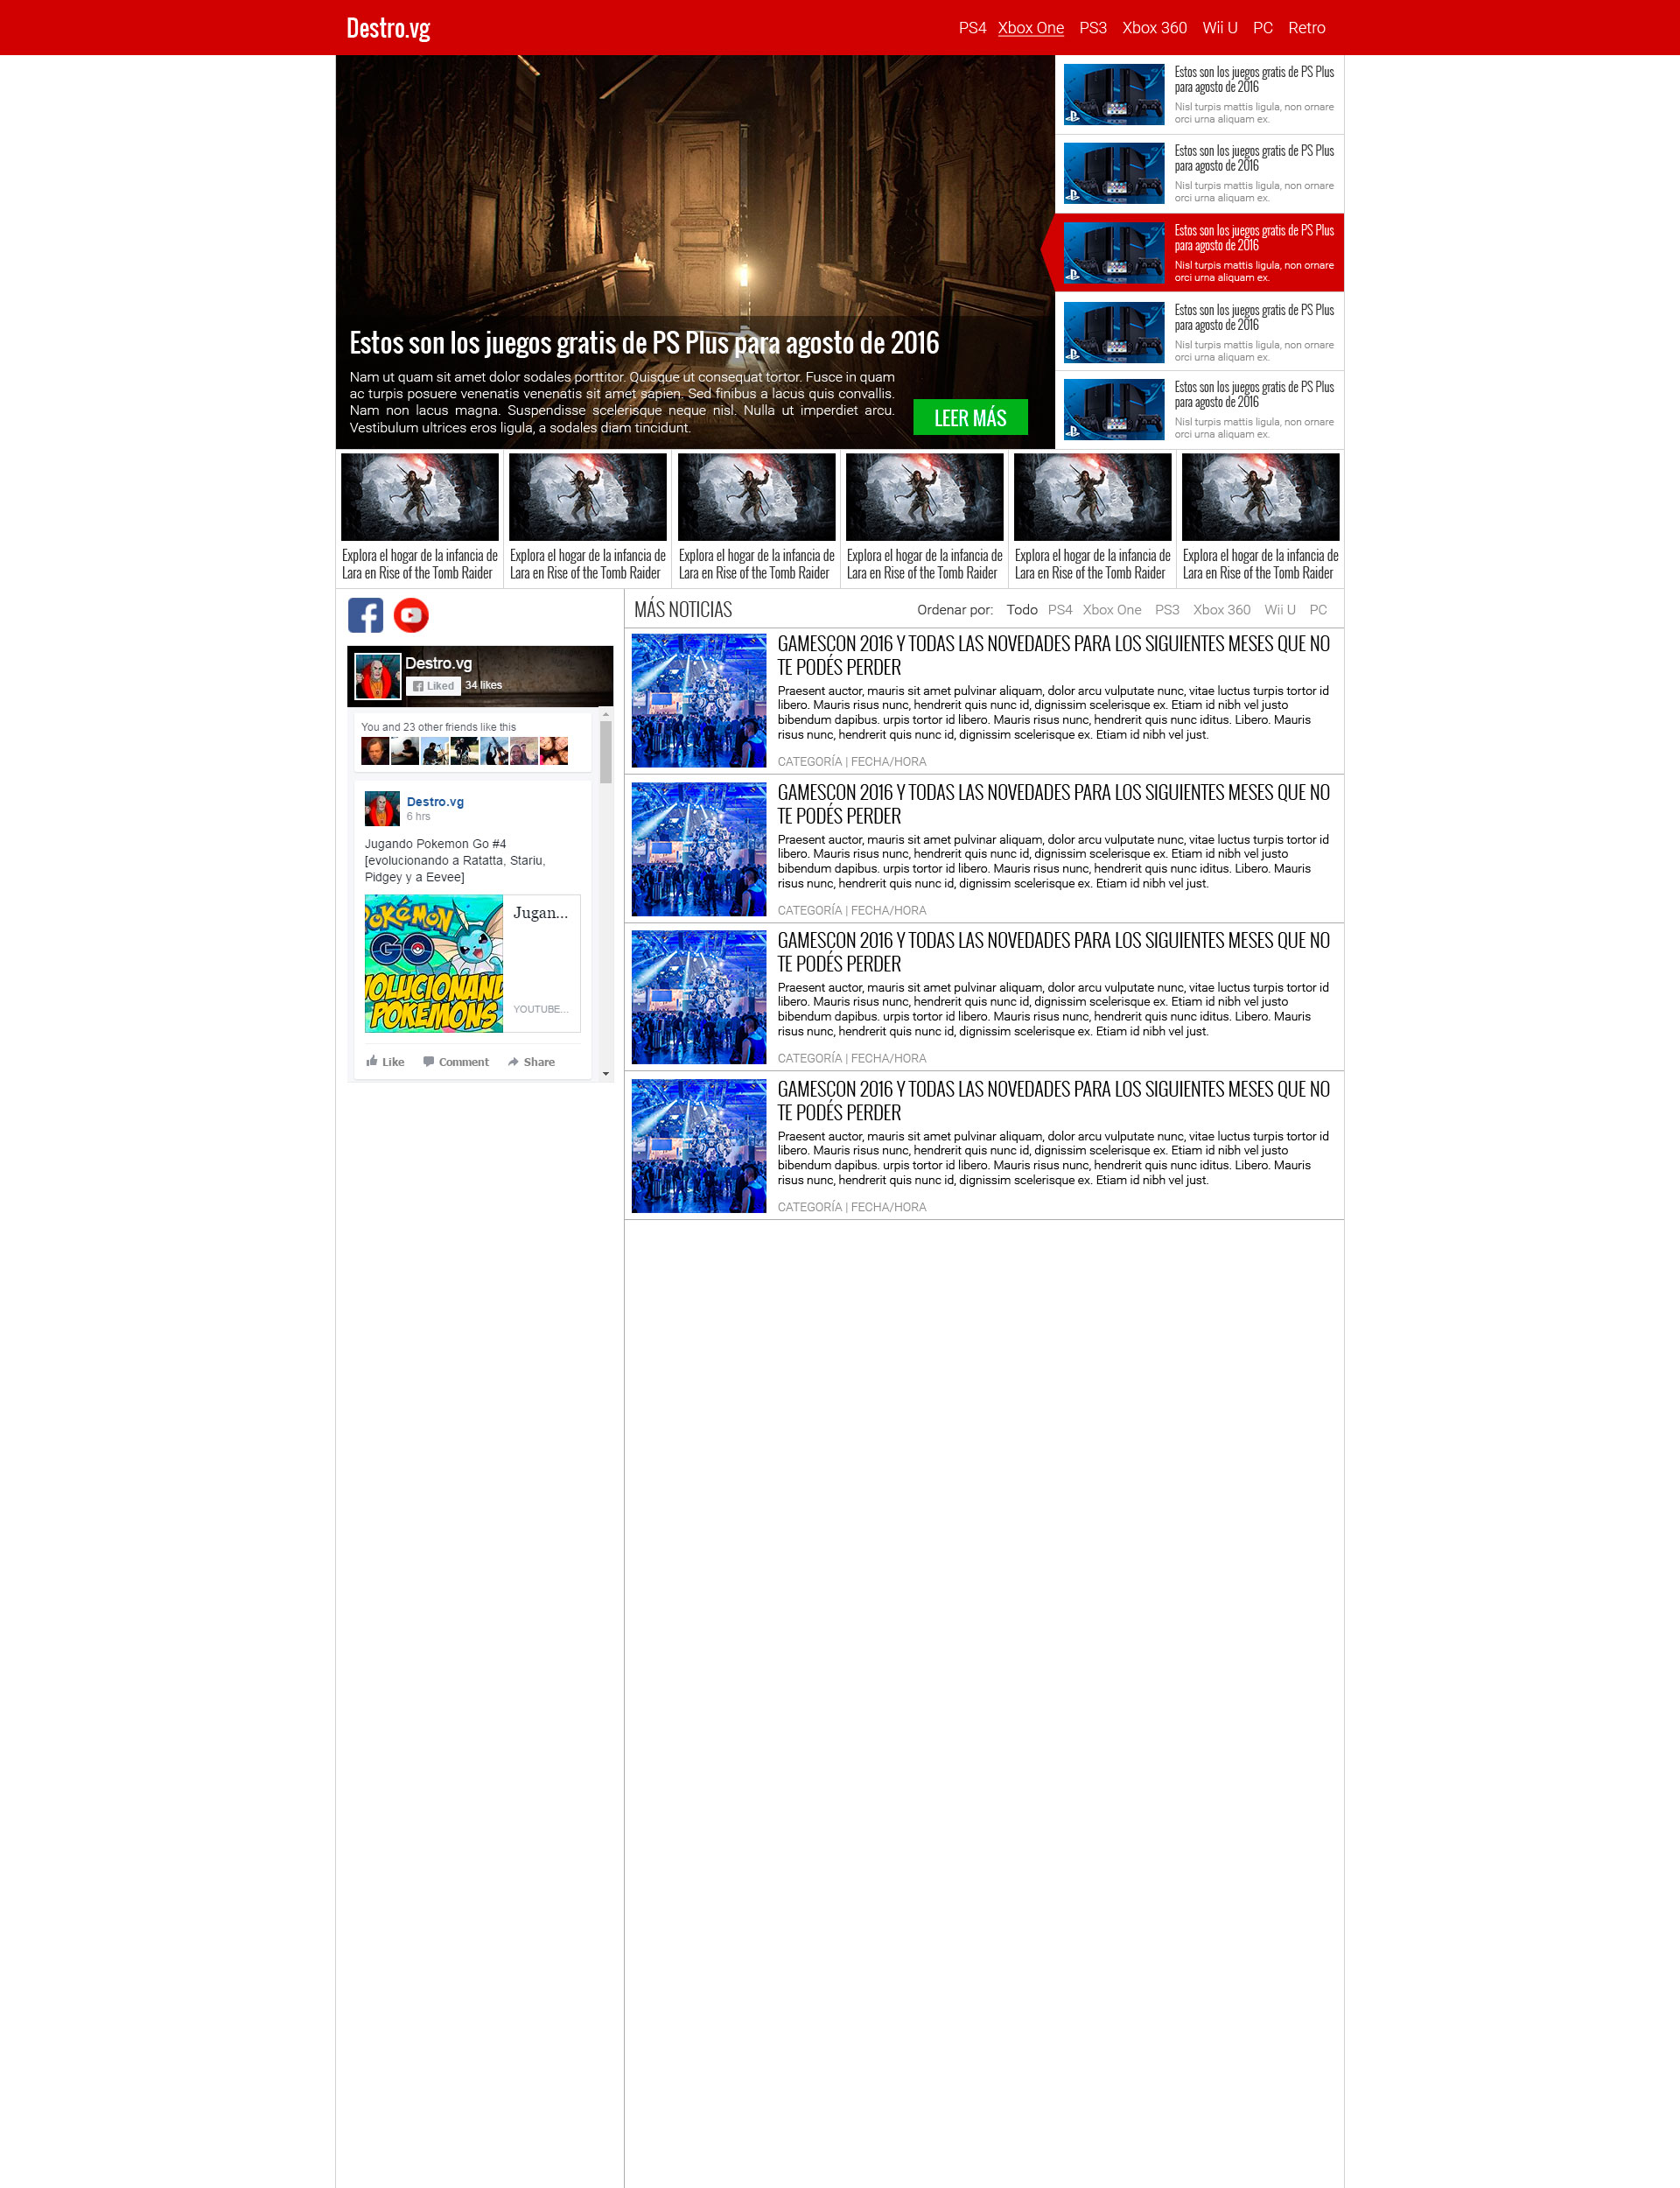 Destro.vg
PS4 Xbox One PS3 Xbox 360 Wii U PC Retro
Estos son los juegos gratis de PS Plus para agosto de 2016
Nam ut quam sit amet dolor sodales porttitor. Quisque ut consequat tortor. Fusce in quam
ac turpis posuere venenatis venenatis sit amet sapien. Sed finibus a lacus quis convallis.
Nam non lacus magna. Suspendisse scelerisque neque nisl. Nulla ut imperdiet arcu.
Vestibulum ultrices eros ligula, a sodales diam tincidunt.
LEER MÁS
Estos son los juegos gratis de PS Plus
para agosto de 2016
Nisl turpis mattis ligula, non ornare
orci urna aliquam ex.
Estos son los juegos gratis de PS Plus
para agosto de 2016
Nisl turpis mattis ligula, non ornare
orci urna aliquam ex.
Estos son los juegos gratis de PS Plus
para agosto de 2016
Nisl turpis mattis ligula, non ornare
orci urna aliquam ex.
Estos son los juegos gratis de PS Plus
para agosto de 2016
Nisl turpis mattis ligula, non ornare
orci urna aliquam ex.
Estos son los juegos gratis de PS Plus
para agosto de 2016
Nisl turpis mattis ligula, non ornare
orci urna aliquam ex.
Explora el hogar de la infancia de
Lara en Rise of the Tomb Raider
Explora el hogar de la infancia de
Lara en Rise of the Tomb Raider
Explora el hogar de la infancia de
Lara en Rise of the Tomb Raider
Explora el hogar de la infancia de
Lara en Rise of the Tomb Raider
Explora el hogar de la infancia de
Lara en Rise of the Tomb Raider
Explora el hogar de la infancia de
Lara en Rise of the Tomb Raider
Destro.vg
Liked 34 likes
You and 23 other friends like this
Destro.vg
6 hrs
Jugando Pokemon Go #4
[evolucionando a Ratatta, Stariu,
Pidgey y a Eevee]
POKÉMON
GO
VOLUCIONAND
POKEMONS
Jugan...
YOUTUBE...
Like Comment Share
MÁS NOTICIAS
Ordenar por: Todo PS4 Xbox One PS3 Xbox 360 Wii U PC
GAMESCON 2016 Y TODAS LAS NOVEDADES PARA LOS SIGUIENTES MESES QUE NO
TE PODÉS PERDER
Praesent auctor, mauris sit amet pulvinar aliquam, dolor arcu vulputate nunc, vitae luctus turpis tortor id
libero. Mauris risus nunc, hendrerit quis nunc id, dignissim scelerisque ex. Etiam id nibh vel justo
bibendum dapibus. urpis tortor id libero. Mauris risus nunc, hendrerit quis nunc iditus. Libero. Mauris
risus nunc, hendrerit quis nunc id, dignissim scelerisque ex. Etiam id nibh vel just.
CATEGORÍA | FECHA/HORA
GAMESCON 2016 Y TODAS LAS NOVEDADES PARA LOS SIGUIENTES MESES QUE NO
TE PODÉS PERDER
Praesent auctor, mauris sit amet pulvinar aliquam, dolor arcu vulputate nunc, vitae luctus turpis tortor id
libero. Mauris risus nunc, hendrerit quis nunc id, dignissim scelerisque ex. Etiam id nibh vel justo
bibendum dapibus. urpis tortor id libero. Mauris risus nunc, hendrerit quis nunc iditus. Libero. Mauris
risus nunc, hendrerit quis nunc id, dignissim scelerisque ex. Etiam id nibh vel just.
CATEGORÍA | FECHA/HORA
GAMESCON 2016 Y TODAS LAS NOVEDADES PARA LOS SIGUIENTES MESES QUE NO
TE PODÉS PERDER
Praesent auctor, mauris sit amet pulvinar aliquam, dolor arcu vulputate nunc, vitae luctus turpis tortor id
libero. Mauris risus nunc, hendrerit quis nunc id, dignissim scelerisque ex. Etiam id nibh vel justo
bibendum dapibus. urpis tortor id libero. Mauris risus nunc, hendrerit quis nunc iditus. Libero. Mauris
risus nunc, hendrerit quis nunc id, dignissim scelerisque ex. Etiam id nibh vel just.
CATEGORÍA | FECHA/HORA
GAMESCON 2016 Y TODAS LAS NOVEDADES PARA LOS SIGUIENTES MESES QUE NO
TE PODÉS PERDER
Praesent auctor, mauris sit amet pulvinar aliquam, dolor arcu vulputate nunc, vitae luctus turpis tortor id
libero. Mauris risus nunc, hendrerit quis nunc id, dignissim scelerisque ex. Etiam id nibh vel justo
bibendum dapibus. urpis tortor id libero. Mauris risus nunc, hendrerit quis nunc iditus. Libero. Mauris
risus nunc, hendrerit quis nunc id, dignissim scelerisque ex. Etiam id nibh vel just.
CATEGORÍA | FECHA/HORA